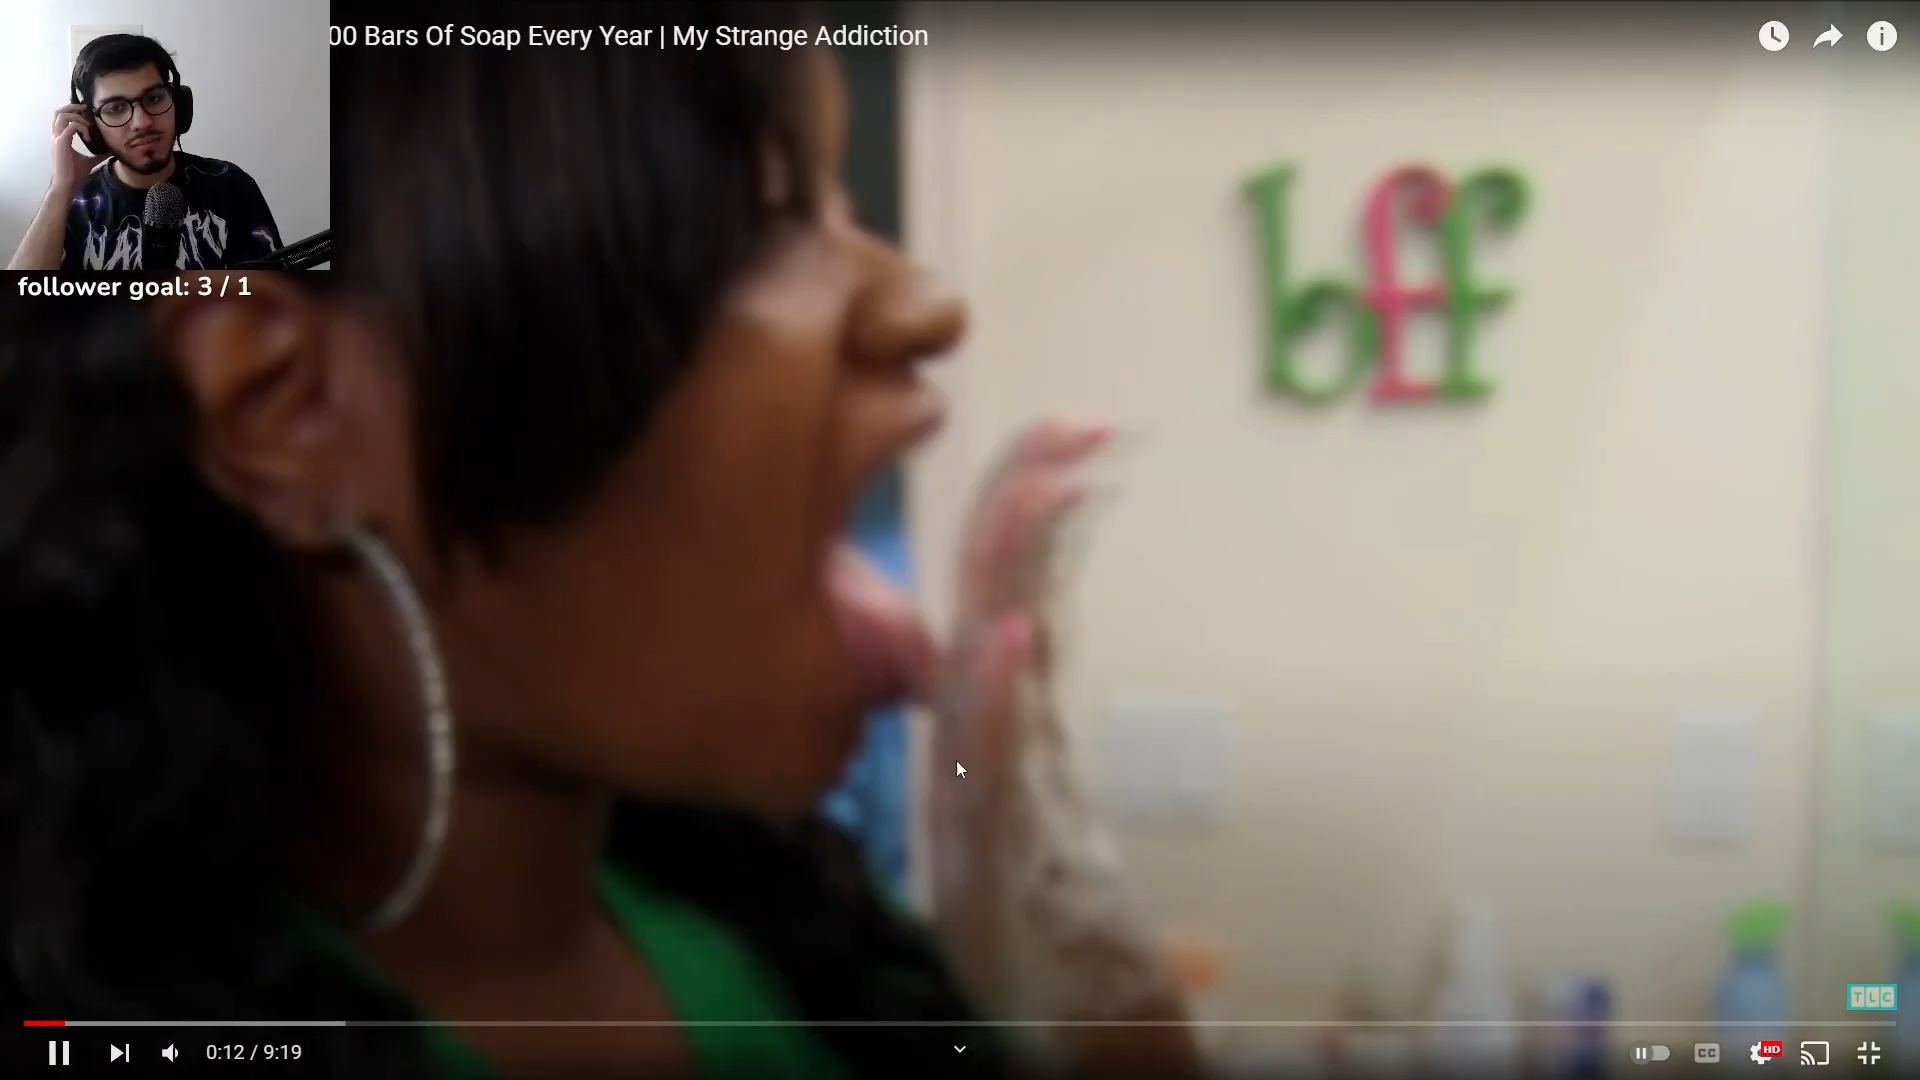 00 Bars Of Soap Every Year | My Strange Addiction
follower goal: 3 / 1
bff
TLC
0:12 / 9:19
CC
HD